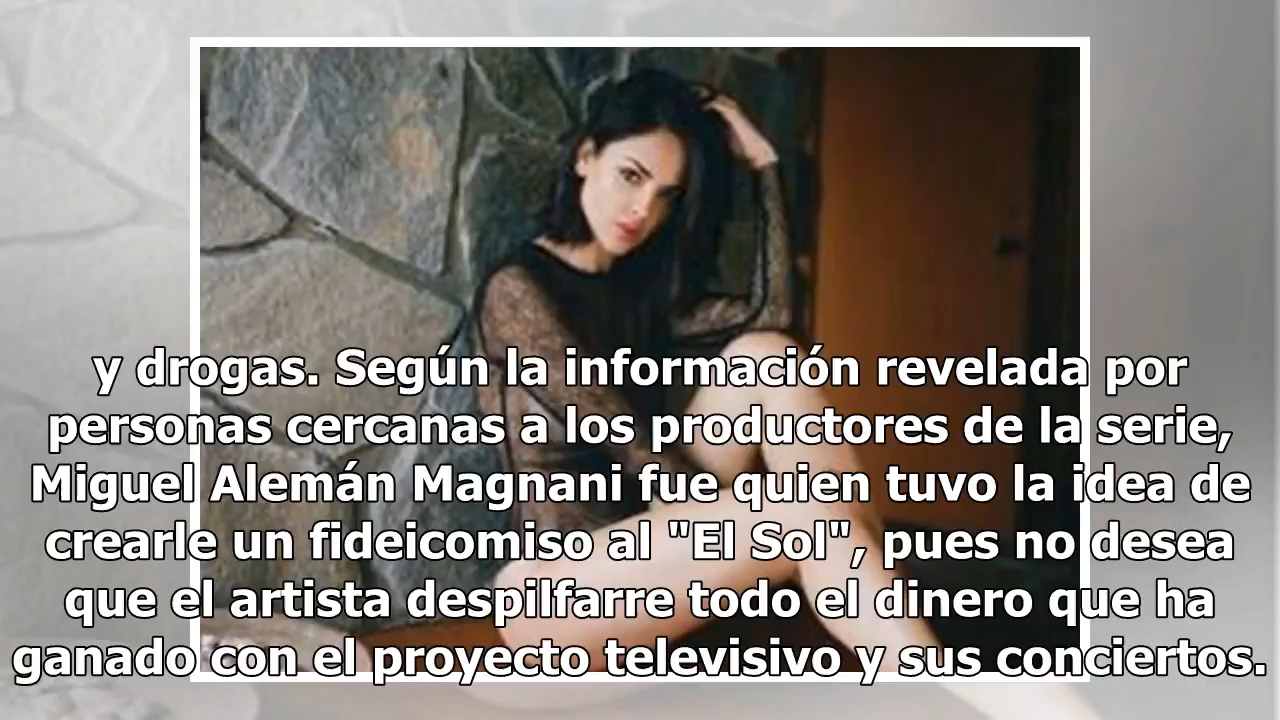 y drogas. Según la información revelada por
personas cercanas a los productores de la serie,
Miguel Alemán Magnani fue quien tuvo la idea de
crearle un fideicomiso al "El Sol", pues no desea
que el artista despilfarre todo el dinero que ha
ganado con el proyecto televisivo y sus conciertos.